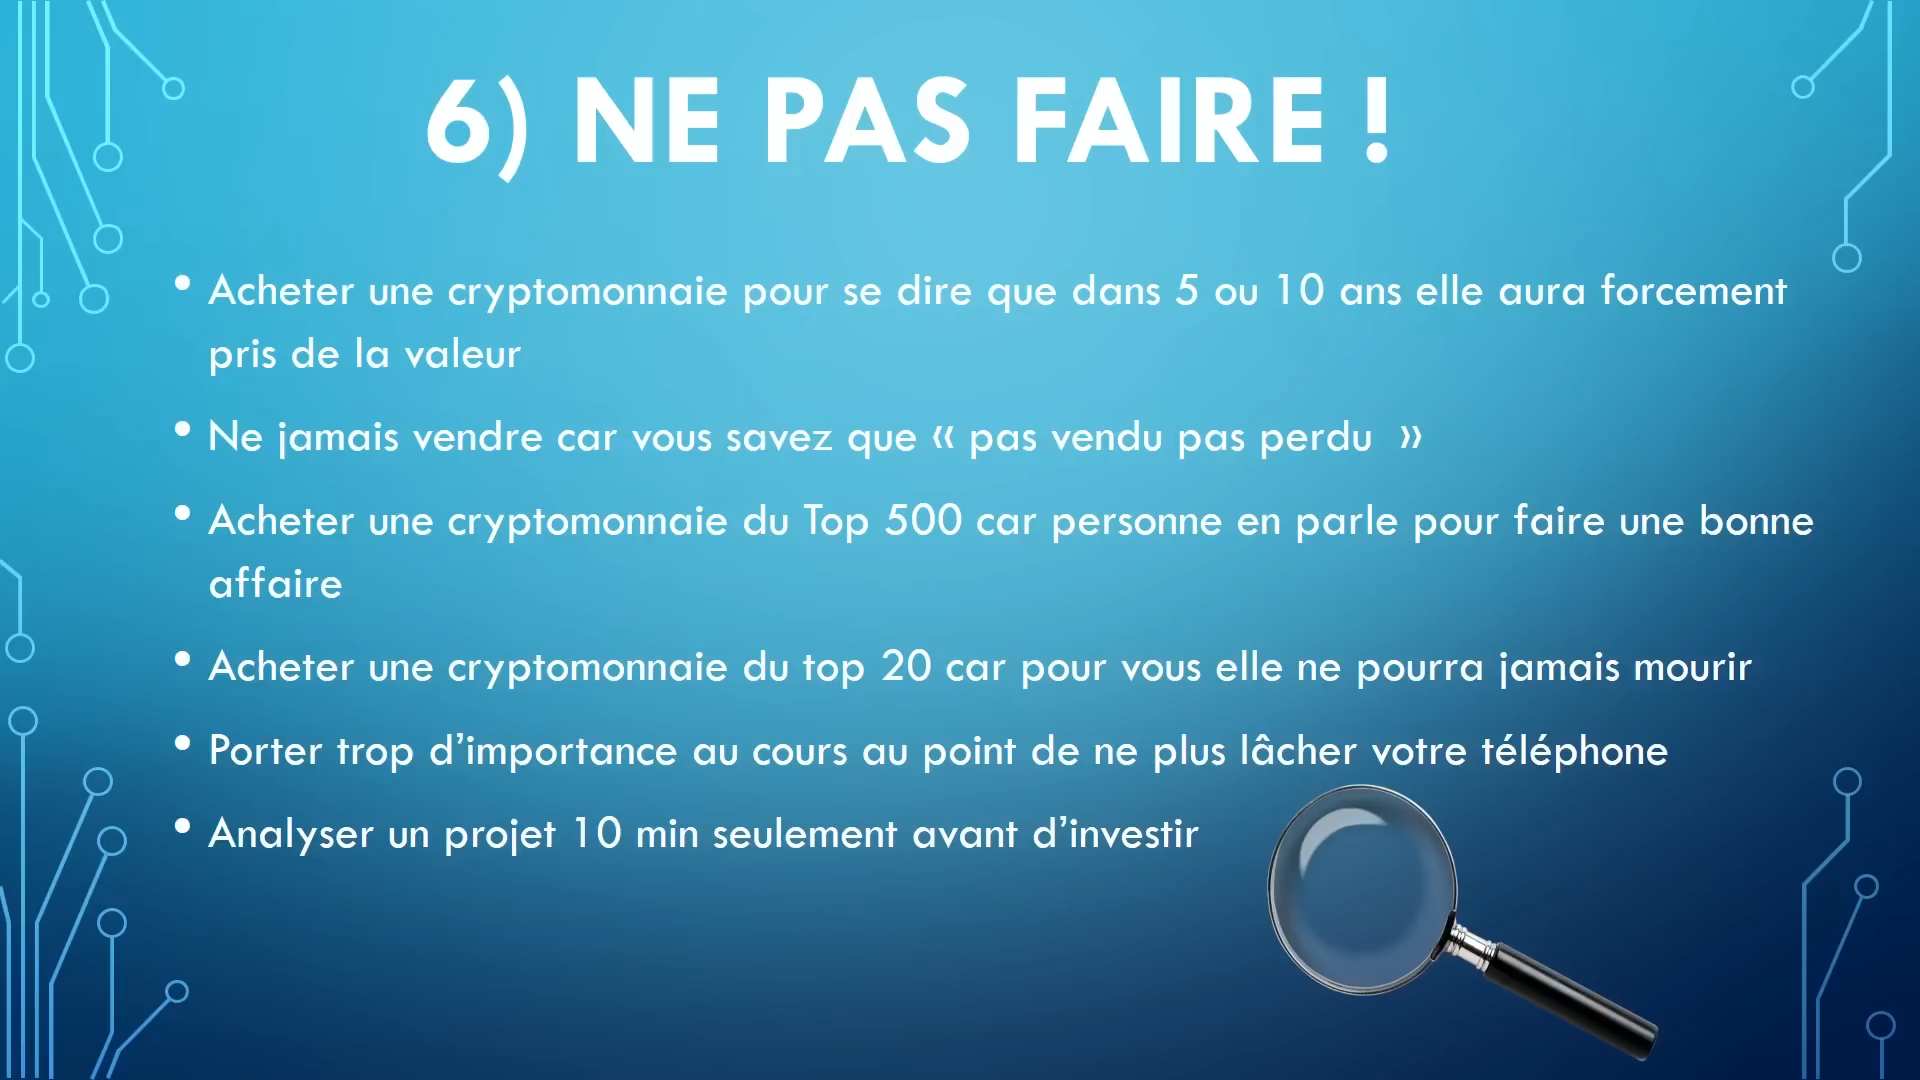 6) NE PAS FAIRE !
• Acheter une cryptomonnaie pour se dire que dans 5 ou 10 ans elle aura forcement
pris de la valeur
• Ne jamais vendre car vous savez que « pas vendu pas perdu  »
• Acheter une cryptomonnaie du Top 500 car personne en parle pour faire une bonne
affaire
• Acheter une cryptomonnaie du top 20 car pour vous elle ne pourra jamais mourir
• Porter trop d’importance au cours au point de ne plus lâcher votre téléphone
• Analyser un projet 10 min seulement avant d’investir